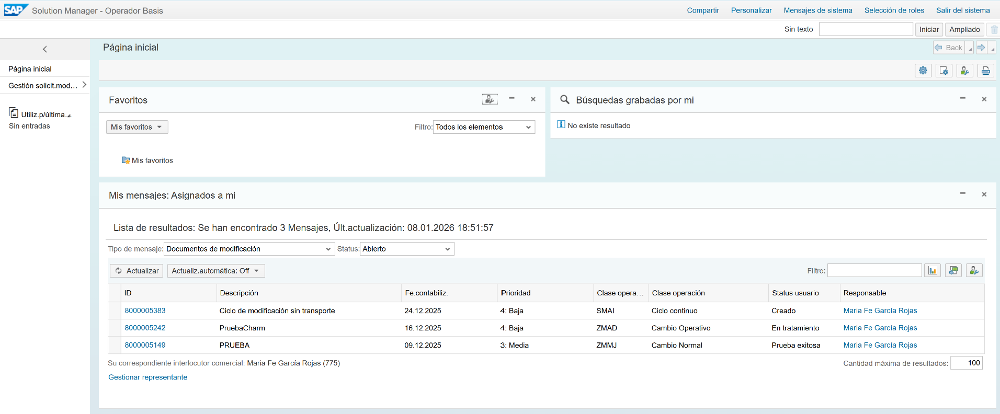 SAP Solution Manager - Operador Basis
Compartir Personalizar Mensajes de sistema Selección de roles Salir del sistema
Sin texto Iniciar Ampliado
Página inicial
Back
Página inicial
Gestión solicit.mod...
Utiliz.p/última...
Sin entradas
Favoritos
Mis favoritos
Filtro: Todos los elementos
Mis favoritos
Búsquedas grabadas por mi
No existe resultado
Mis mensajes: Asignados a mi
Lista de resultados: Se han encontrado 3 Mensajes, Últ.actualización: 08.01.2026 18:51:57
Tipo de mensaje: Documentos de modificación Status: Abierto
Actualizar Actualiz.automática: Off Filtro:
ID Descripción Fe.contabiliz. Prioridad Clase opera... Clase operación Status usuario Responsable
8000005383 Ciclo de modificación sin transporte 24.12.2025 4: Baja SMAI Ciclo continuo Creado Maria Fe García Rojas
8000005242 PruebaCharm 16.12.2025 4: Baja ZMAD Cambio Operativo En tratamiento Maria Fe García Rojas
8000005149 PRUEBA 09.12.2025 3: Media ZMMJ Cambio Normal Prueba exitosa Maria Fe García Rojas
Su correspondiente interlocutor comercial: Maria Fe García Rojas (775) Cantidad máxima de resultados: 100
Gestionar representante